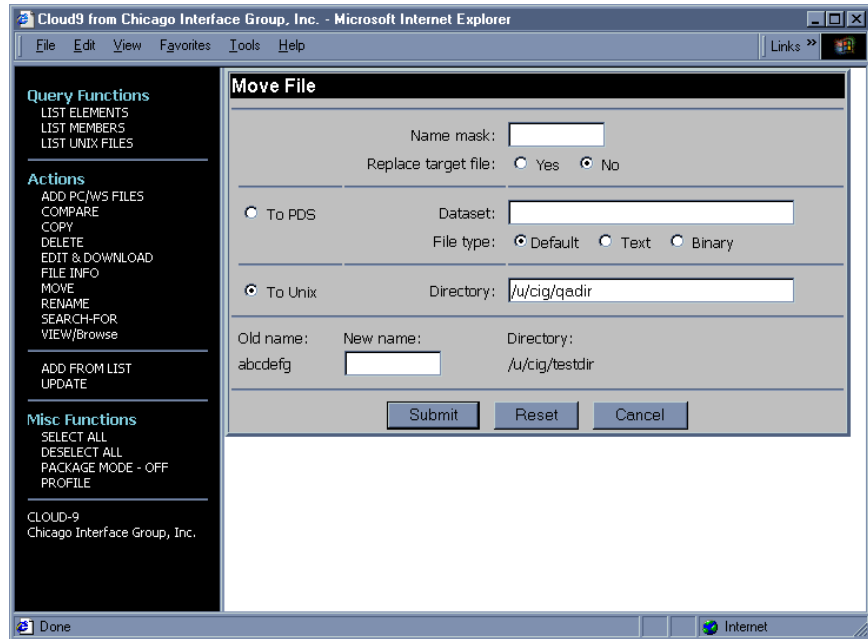 Cloud9 from Chicago Interface Group, Inc. - Microsoft Internet Explorer
File Edit View Favorites Tools Help Links »
Query Functions
LIST ELEMENTS
LIST MEMBERS
LIST UNIX FILES
Actions
ADD PC/WS FILES
COMPARE
COPY
DELETE
EDIT & DOWNLOAD
FILE INFO
MOVE
RENAME
SEARCH-FOR
VIEW/Browse
ADD FROM LIST
UPDATE
Misc Functions
SELECT ALL
DESELECT ALL
PACKAGE MODE - OFF
PROFILE
CLOUD-9
Chicago Interface Group, Inc.
Move File
Name mask:
Replace target file: Yes No
To PDS Dataset:
File type: Default Text Binary
To Unix Directory: /u/cig/qadir
Old name: New name: Directory:
abcdefg /u/cig/testdir
Submit Reset Cancel
Done Internet